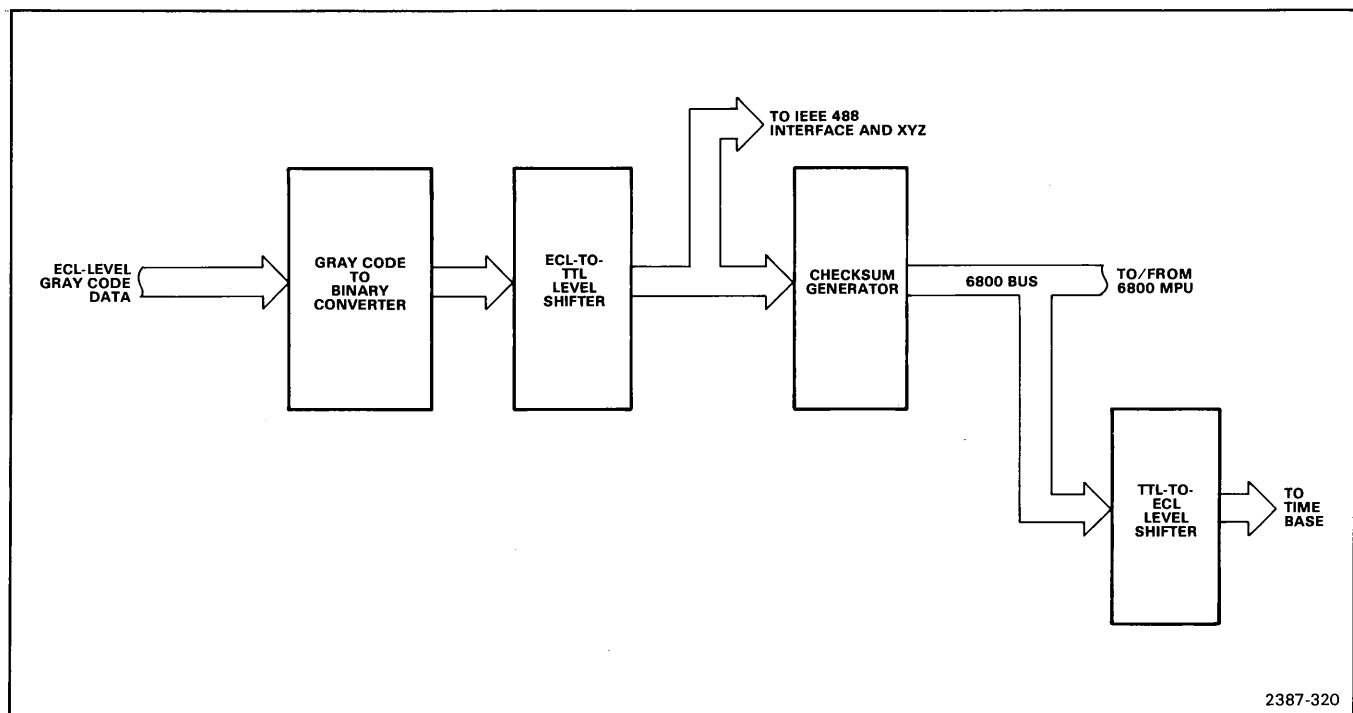 TO IEEE 488
INTERFACE AND XYZ
ECL-LEVEL
GRAY CODE
DATA
GRAY CODE
TO
BINARY
CONVERTER
ECL-TO-
TTL
LEVEL
SHIFTER
CHECKSUM
GENERATOR
6800 BUS
TO/FROM
6800 MPU
TTL-TO-
ECL
LEVEL
SHIFTER
TO
TIME
BASE
2387-320